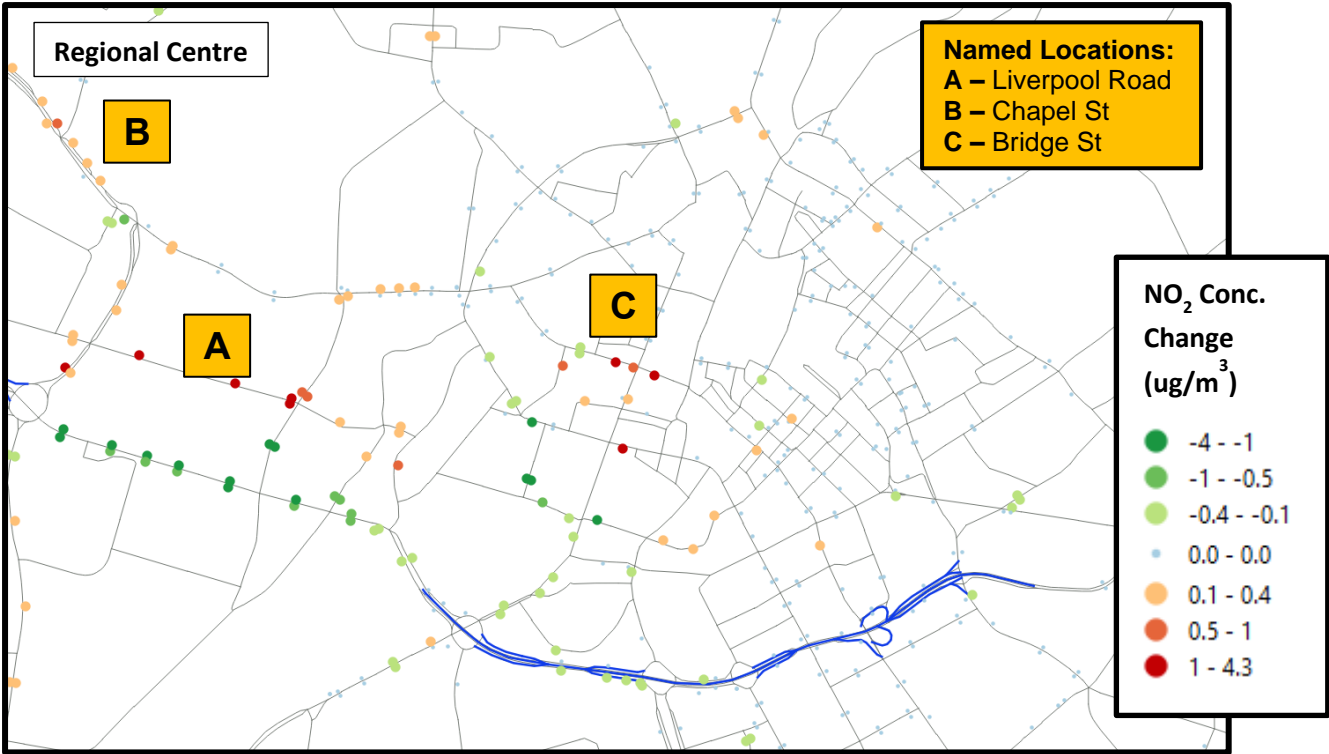 Regional Centre
Named Locations:
A – Liverpool Road
B – Chapel St
C – Bridge St
B
A
C
NO₂ Conc.
Change
(ug/m³)
-4 - -1
-1 - -0.5
-0.4 - -0.1
0.0 - 0.0
0.1 - 0.4
0.5 - 1
1 - 4.3